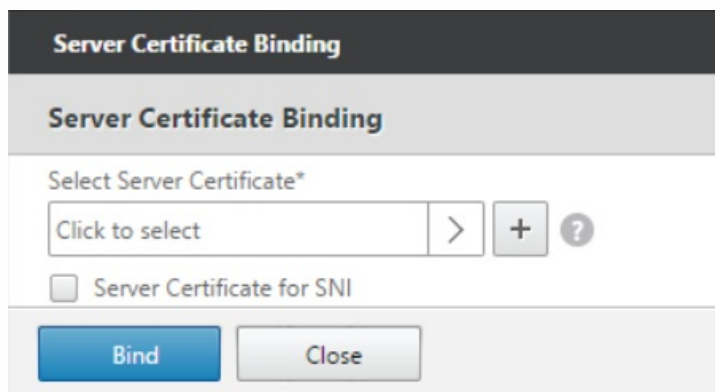 Server Certificate Binding
Server Certificate Binding
Select Server Certificate*
Click to select > + ?
Server Certificate for SNI
Bind Close